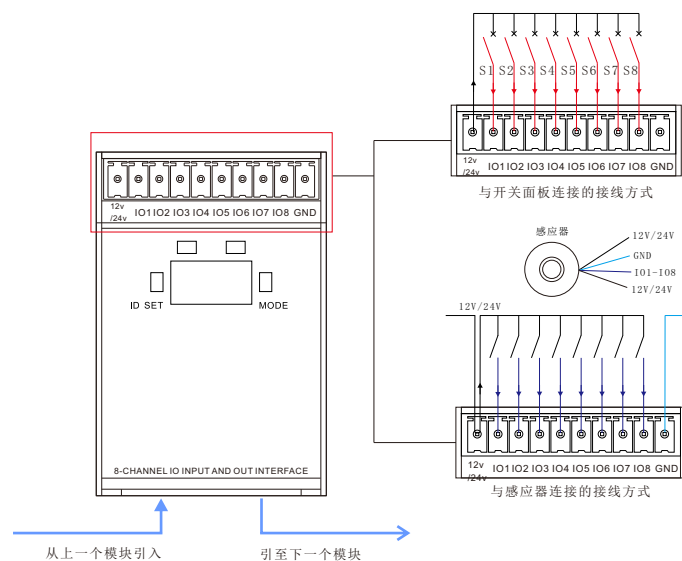 S1 S2 S3 S4 S5 S6 S7 S8
12v
/24v
IO1 IO2 IO3 IO4 IO5 IO6 IO7 IO8 GND
与开关面板连接的接线方式
12v
/24v
IO1 IO2 IO3 IO4 IO5 IO6 IO7 IO8 GND
ID SET
MODE
8-CHANNEL IO INPUT AND OUT INTERFACE
从上一个模块引入
引至下一个模块
感应器
12V/24V
GND
IO1-IO8
12V/24V
12V/24V
12v
/24v
IO1 IO2 IO3 IO4 IO5 IO6 IO7 IO8 GND
与感应器连接的接线方式